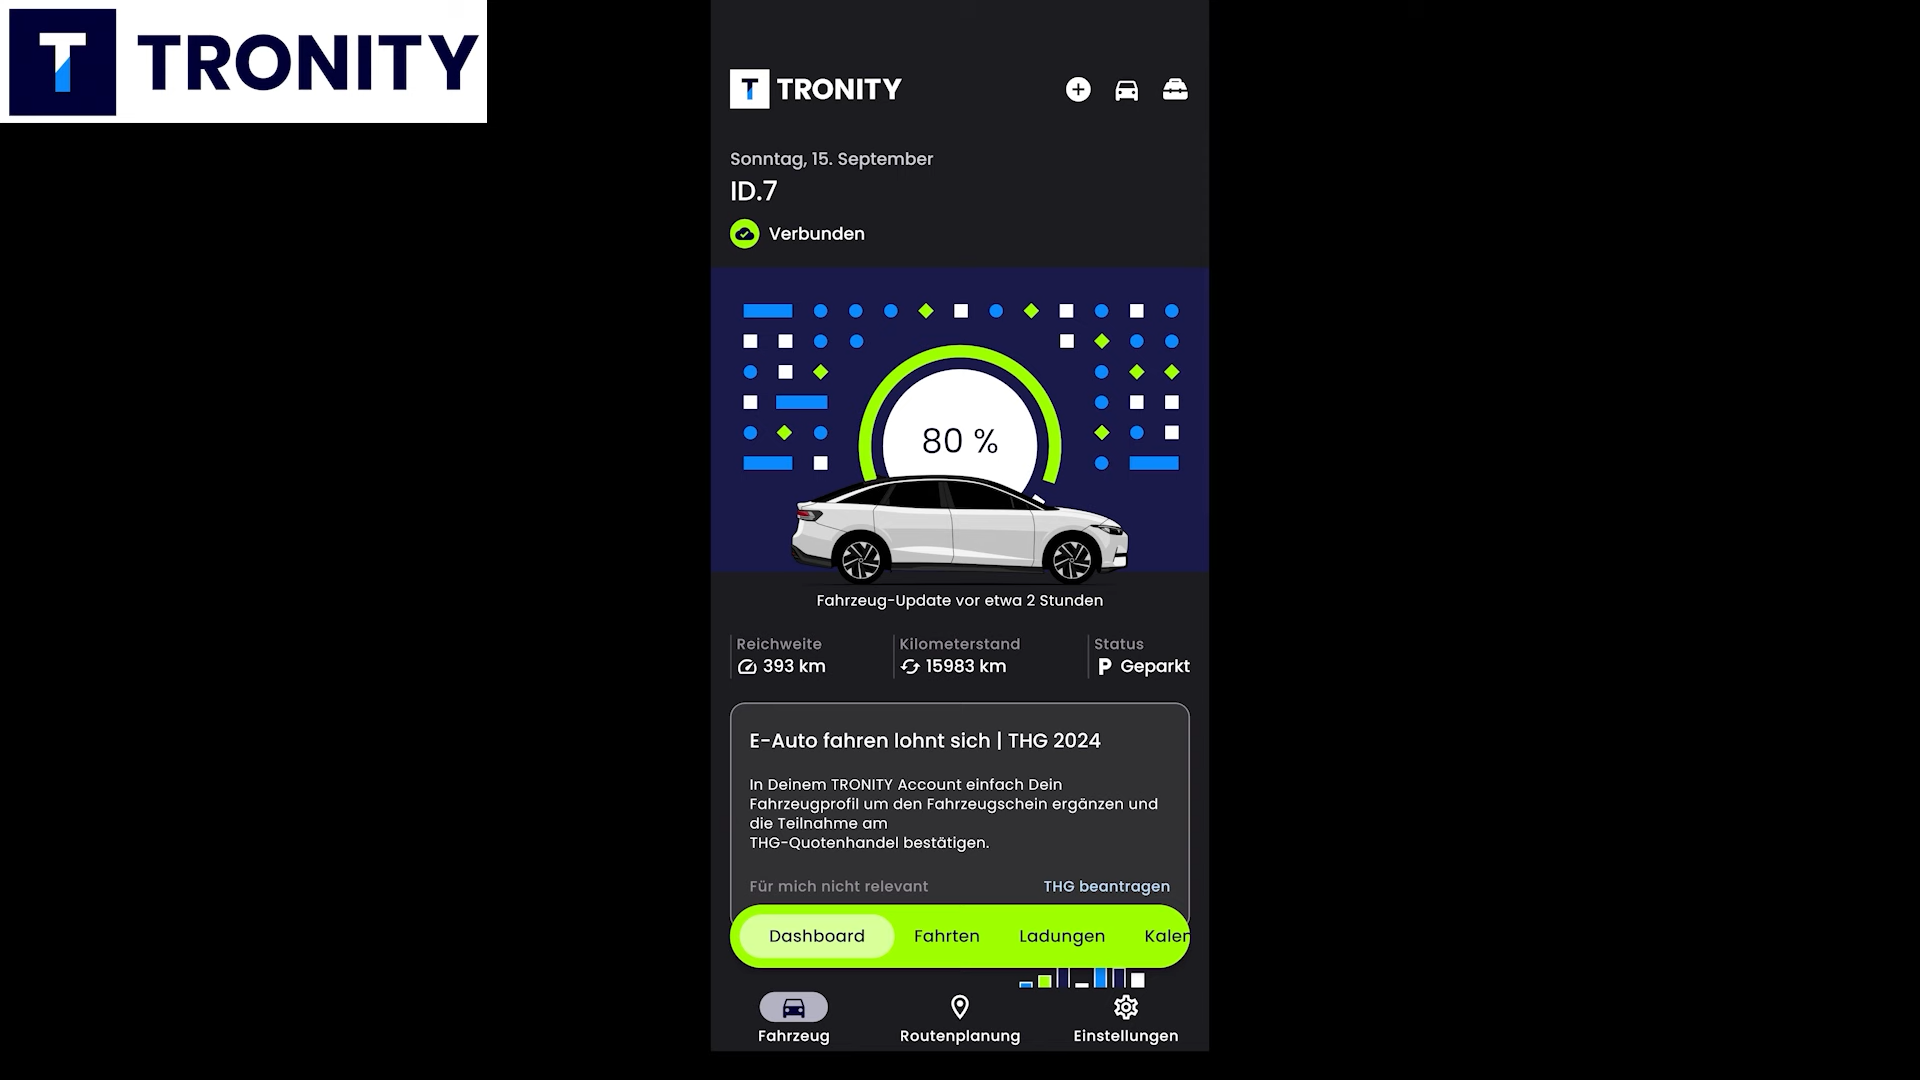 T TRONITY
T TRONITY
Sonntag, 15. September
ID.7
Verbunden
80 %
Fahrzeug-Update vor etwa 2 Stunden
Reichweite Kilometerstand Status
393 km 15983 km P Geparkt
E-Auto fahren lohnt sich | THG 2024
In Deinem TRONITY Account einfach Dein
Fahrzeugprofil um den Fahrzeugschein ergänzen und
die Teilnahme am
THG-Quotenhandel bestätigen.
Für mich nicht relevant THG beantragen
Dashboard Fahrten Ladungen Kalen
Fahrzeug Routenplanung Einstellungen